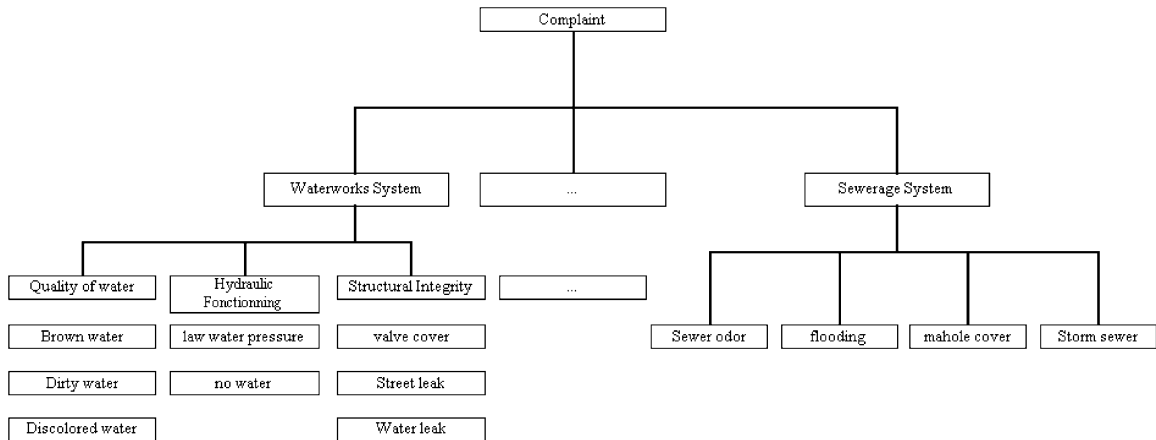 Complaint
Waterworks System
...
Sewerage System
Quality of water
Hydraulic
Fonctionning
Structural Integrity
...
Brown water
law water pressure
valve cover
Sewer odor
flooding
mahole cover
Storm sewer
Dirty water
no water
Street leak
Discolored water
Water leak